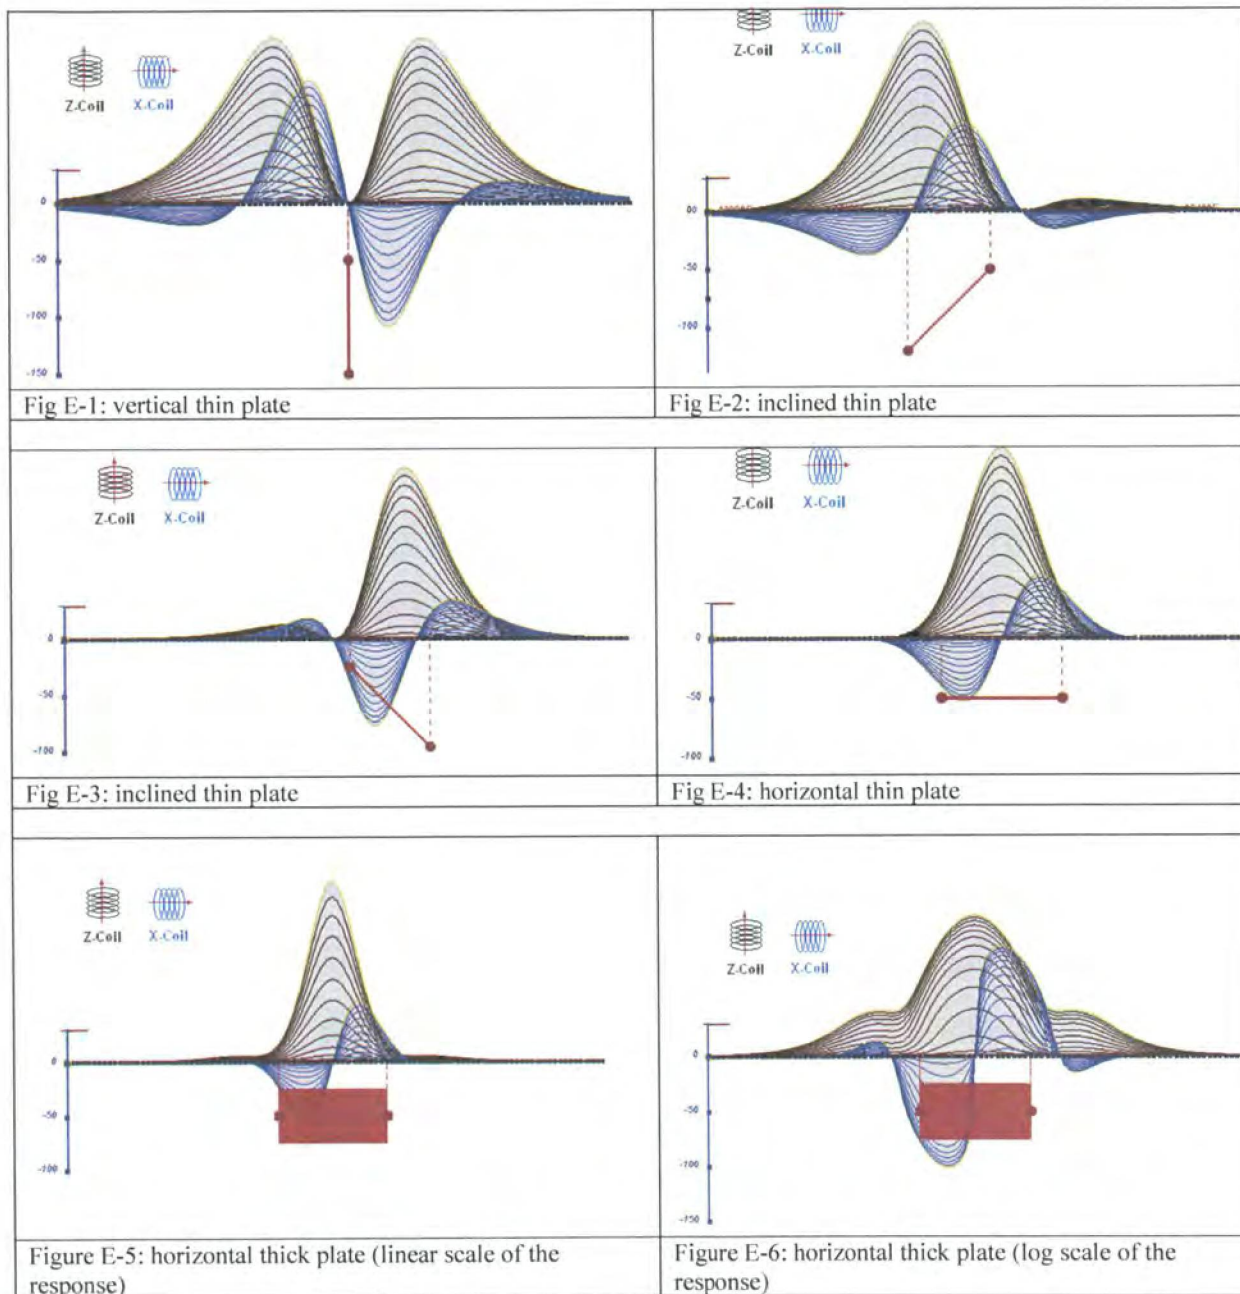 Z-Coil X-Coil
0
-50
-100
-150
Fig E-1: vertical thin plate
Z-Coil X-Coil
00
-50
-100
Fig E-2: inclined thin plate
Z-Coil X-Coil
0
-50
-100
Fig E-3: inclined thin plate
Z-Coil X-Coil
0
-50
-100
Fig E-4: horizontal thin plate
Z-Coil X-Coil
0
-50
-100
Figure E-5: horizontal thick plate (linear scale of the
response)
Z-Coil X-Coil
0
-50
-100
-150
Figure E-6: horizontal thick plate (log scale of the
response)